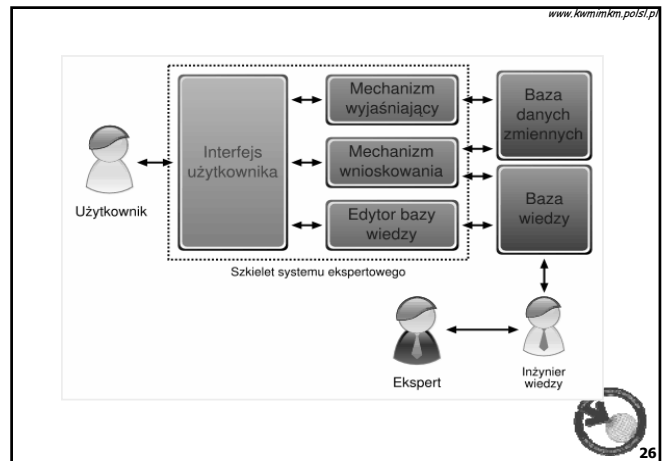 www.kwmimkm.polsl.pl
Mechanizm
wyjaśniający
Baza
danych
zmiennych
Interfejs
użytkownika
Mechanizm
wnioskowania
Użytkownik
Edytor bazy
wiedzy
Baza
wiedzy
Szkielet systemu ekspertowego
Ekspert
Inżynier
wiedzy
26